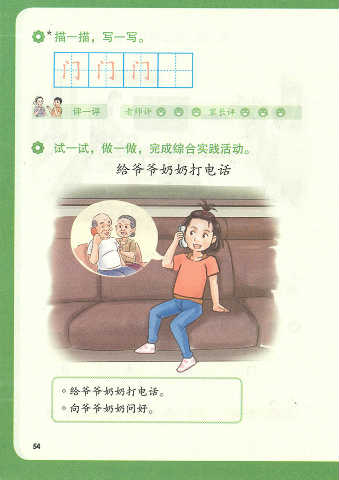 *描一描，写一写。
门门门
评一评 老师评 家长评
试一试，做一做，完成综合实践活动。
给爷爷奶奶打电话
给爷爷奶奶打电话。
向爷爷奶奶问好。
54